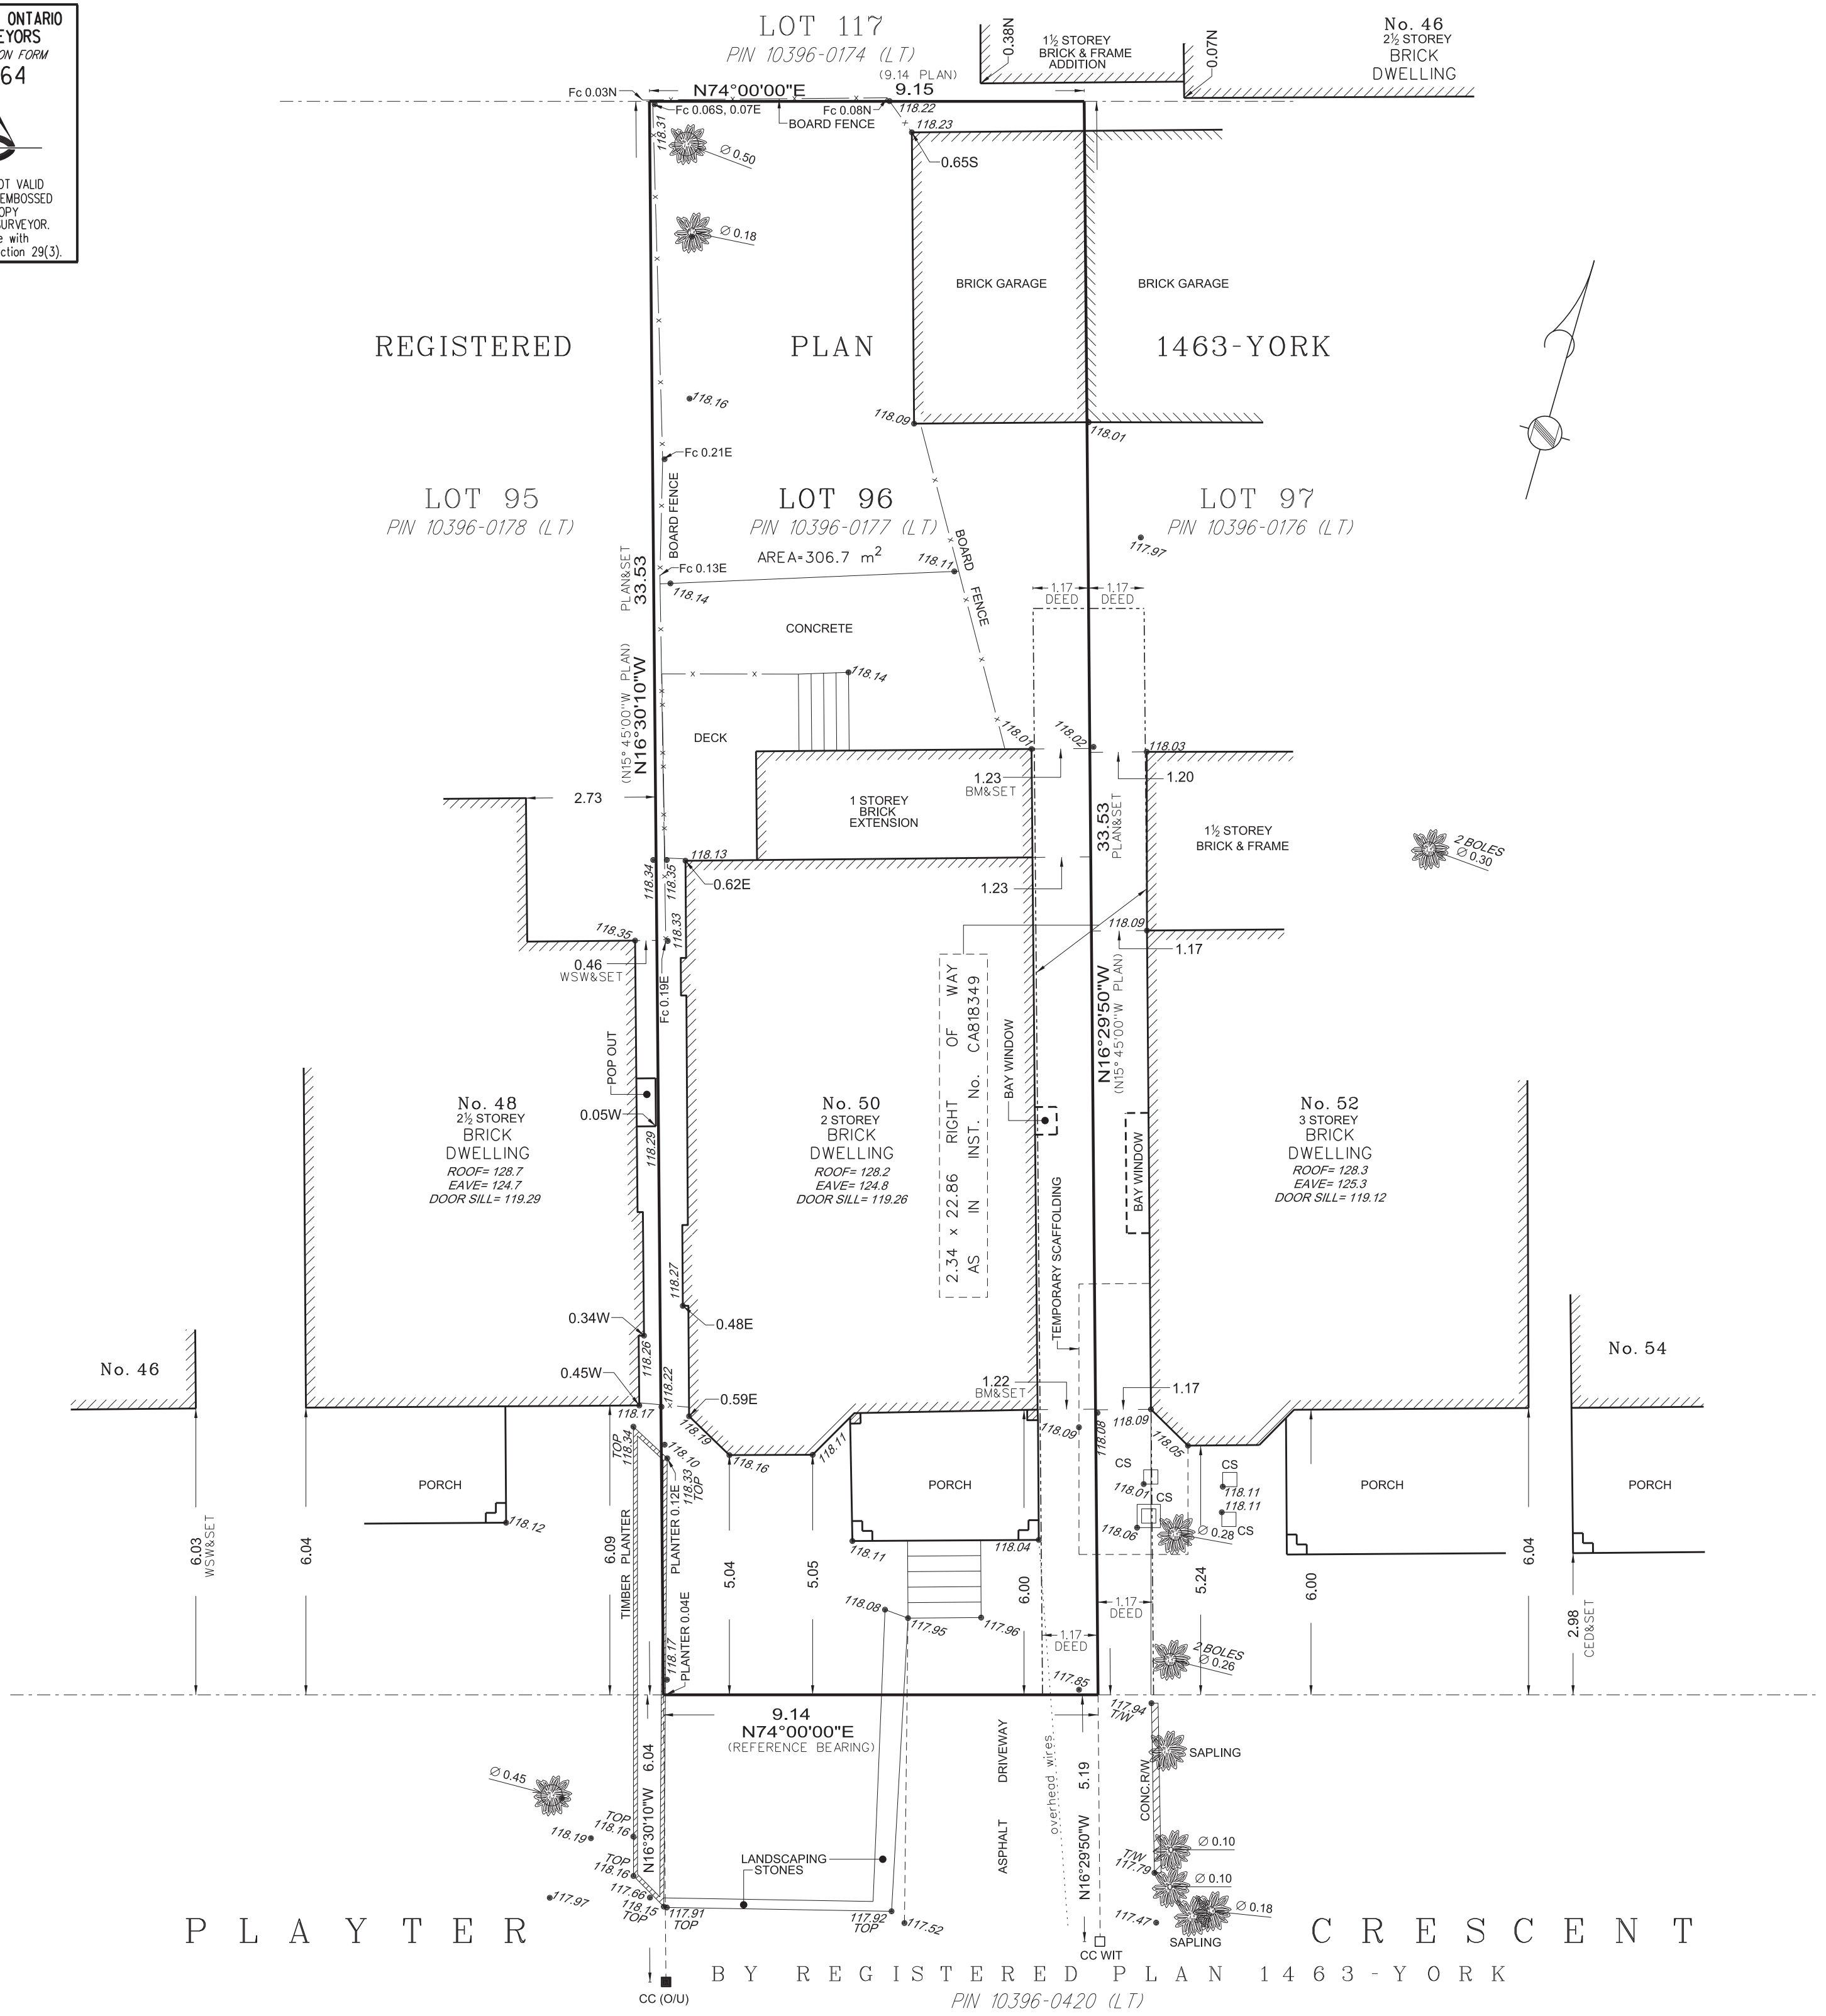 ONTARIO
EYORS
ON FORM
64
OT VALID
EMBOSSED
OPY
SURVEYOR.
e with
ction 29(3).
LOT 117
PIN 10396-0174 (LT)
(9.14 PLAN)
N74°00'00"E
9.15
Fc 0.03N
Fc 0.06S, 0.07E
Fc 0.08N
118.22
BOARD FENCE
118.23
118.31
0.65S
0.38N
1½ STOREY
BRICK & FRAME
ADDITION
0.07N
No. 46
2½ STOREY
BRICK
DWELLING
Ø 0.50
Ø 0.18
BRICK GARAGE
BRICK GARAGE
REGISTERED PLAN 1463-YORK
118.16
118.09
118.01
Fc 0.21E
BOARD FENCE
LOT 95
PIN 10396-0178 (LT)
LOT 96
PIN 10396-0177 (LT)
AREA=306.7 m2
LOT 97
PIN 10396-0176 (LT)
117.97
BOARD FENCE
118.11
Fc 0.13E
118.14
33.53
PLAN&SET
1.17
DEED
1.17
DEED
CONCRETE
N16°30'10"W
(N15°45'00"W PLAN)
118.14
DECK
118.01
118.02
118.03
1.23
BM&SET
1.20
2.73
1 STOREY
BRICK
EXTENSION
33.53
PLAN&SET
1½ STOREY
BRICK & FRAME
2 BOLES
Ø 0.30
118.13
118.34
118.35
0.62E
1.23
118.33
118.35
118.09
0.46
WSW&SET
1.17
Fc 0.19E
N16°29'50"W
(N15°45'00"W PLAN)
2.34 x 22.86 RIGHT OF WAY
AS IN INST. No. CA818349
POP OUT
BAY WINDOW
0.05W
118.29
No. 48
2½ STOREY
BRICK
DWELLING
ROOF= 128.7
EAVE= 124.7
DOOR SILL= 119.29
No. 50
2 STOREY
BRICK
DWELLING
ROOF= 128.2
EAVE= 124.8
DOOR SILL= 119.26
No. 52
3 STOREY
BRICK
DWELLING
ROOF= 128.3
EAVE= 125.3
DOOR SILL= 119.12
BAY WINDOW
TEMPORARY SCAFFOLDING
118.27
0.34W
0.48E
118.26
No. 46
No. 54
0.45W
118.22
0.59E
1.22
BM&SET
1.17
118.17
118.19
118.16
118.11
118.09
118.08
118.09
118.05
TOP
118.34
118.10
118.33
TOP
PORCH
PORCH
PORCH
PORCH
CS
CS
118.01
118.11
118.11
CS
CS
118.06
Ø 0.28
118.12
118.11
118.04
6.03
WSW&SET
6.04
6.09
TIMBER PLANTER
PLANTER 0.12E
PLANTER 0.04E
118.17
5.04
5.05
6.00
5.24
6.00
6.04
2.98
CED&SET
118.08
117.95
117.96
1.17
DEED
1.17
DEED
117.85
2 BOLES
Ø 0.26
9.14
N74°00'00"E
(REFERENCE BEARING)
117.94
T/W
N16°30'10"W 6.04
ASPHALT DRIVEWAY
overhead wires
N16°29'50"W 5.19
CONC.R/W
SAPLING
Ø 0.45
TOP
118.16
118.19
TOP
118.16
117.66
118.15
TOP
117.97
117.91
TOP
LANDSCAPING
STONES
117.92
TOP
117.52
Ø 0.10
T/W
117.79
Ø 0.10
Ø 0.18
117.47
SAPLING
CC WIT
PLAYTER CRESCENT
BY REGISTERED PLAN 1463-YORK
CC (O/U)
PIN 10396-0420 (LT)